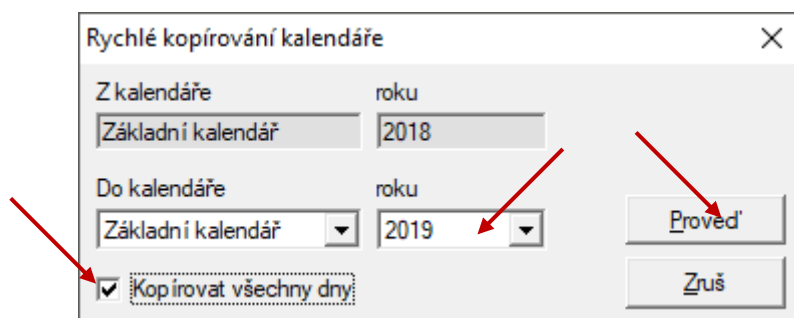 Rychlé kopírování kalendáře
Z kalendáře roku
Základní kalendář 2018
Do kalendáře roku
Základní kalendář 2019
Proveď
Kopírovat všechny dny
Zruš